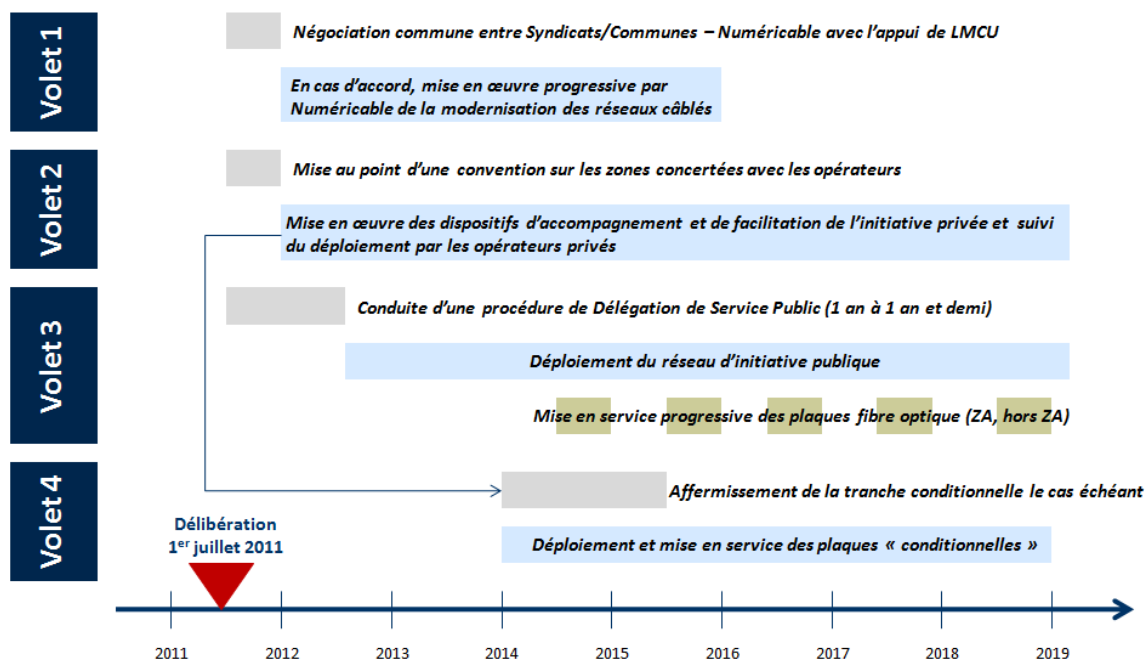 Volet 1
Négociation commune entre Syndicats/Communes – Numéricable avec l'appui de LMCU
En cas d'accord, mise en œuvre progressive par
Numéricable de la modernisation des réseaux câblés
Volet 2
Mise au point d'une convention sur les zones concertées avec les opérateurs
Mise en œuvre des dispositifs d'accompagnement et de facilitation de l'initiative privée et suivi
du déploiement par les opérateurs privés
Volet 3
Conduite d'une procédure de Délégation de Service Public (1 an à 1 an et demi)
Déploiement du réseau d'initiative publique
Mise en service progressive des plaques fibre optique (ZA, hors ZA)
Volet 4
Affermissement de la tranche conditionnelle le cas échéant
Déploiement et mise en service des plaques « conditionnelles »
Délibération
1er juillet 2011
2011 2012 2013 2014 2015 2016 2017 2018 2019